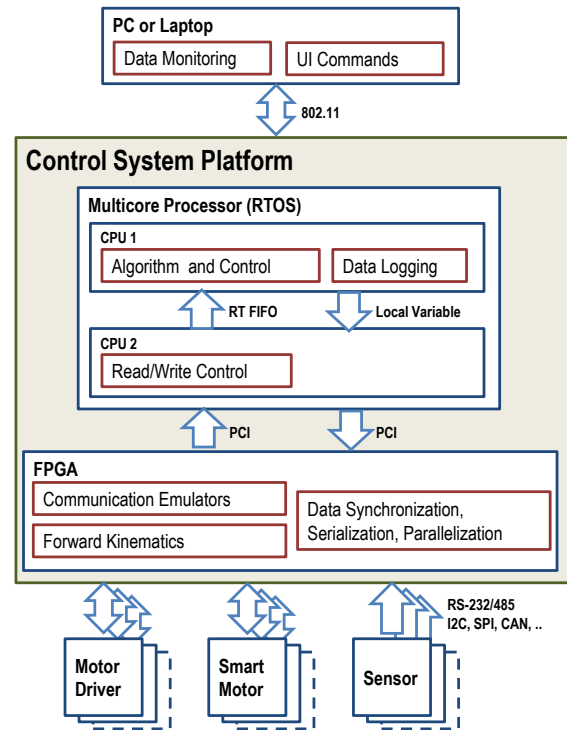 PC or Laptop
Data Monitoring
UI Commands
802.11
Control System Platform
Multicore Processor (RTOS)
CPU 1
Algorithm and Control
Data Logging
RT FIFO
Local Variable
CPU 2
Read/Write Control
PCI
PCI
FPGA
Communication Emulators
Forward Kinematics
Data Synchronization,
Serialization, Parallelization
RS-232/485
I2C, SPI, CAN, ..
Motor
Driver
Smart
Motor
Sensor